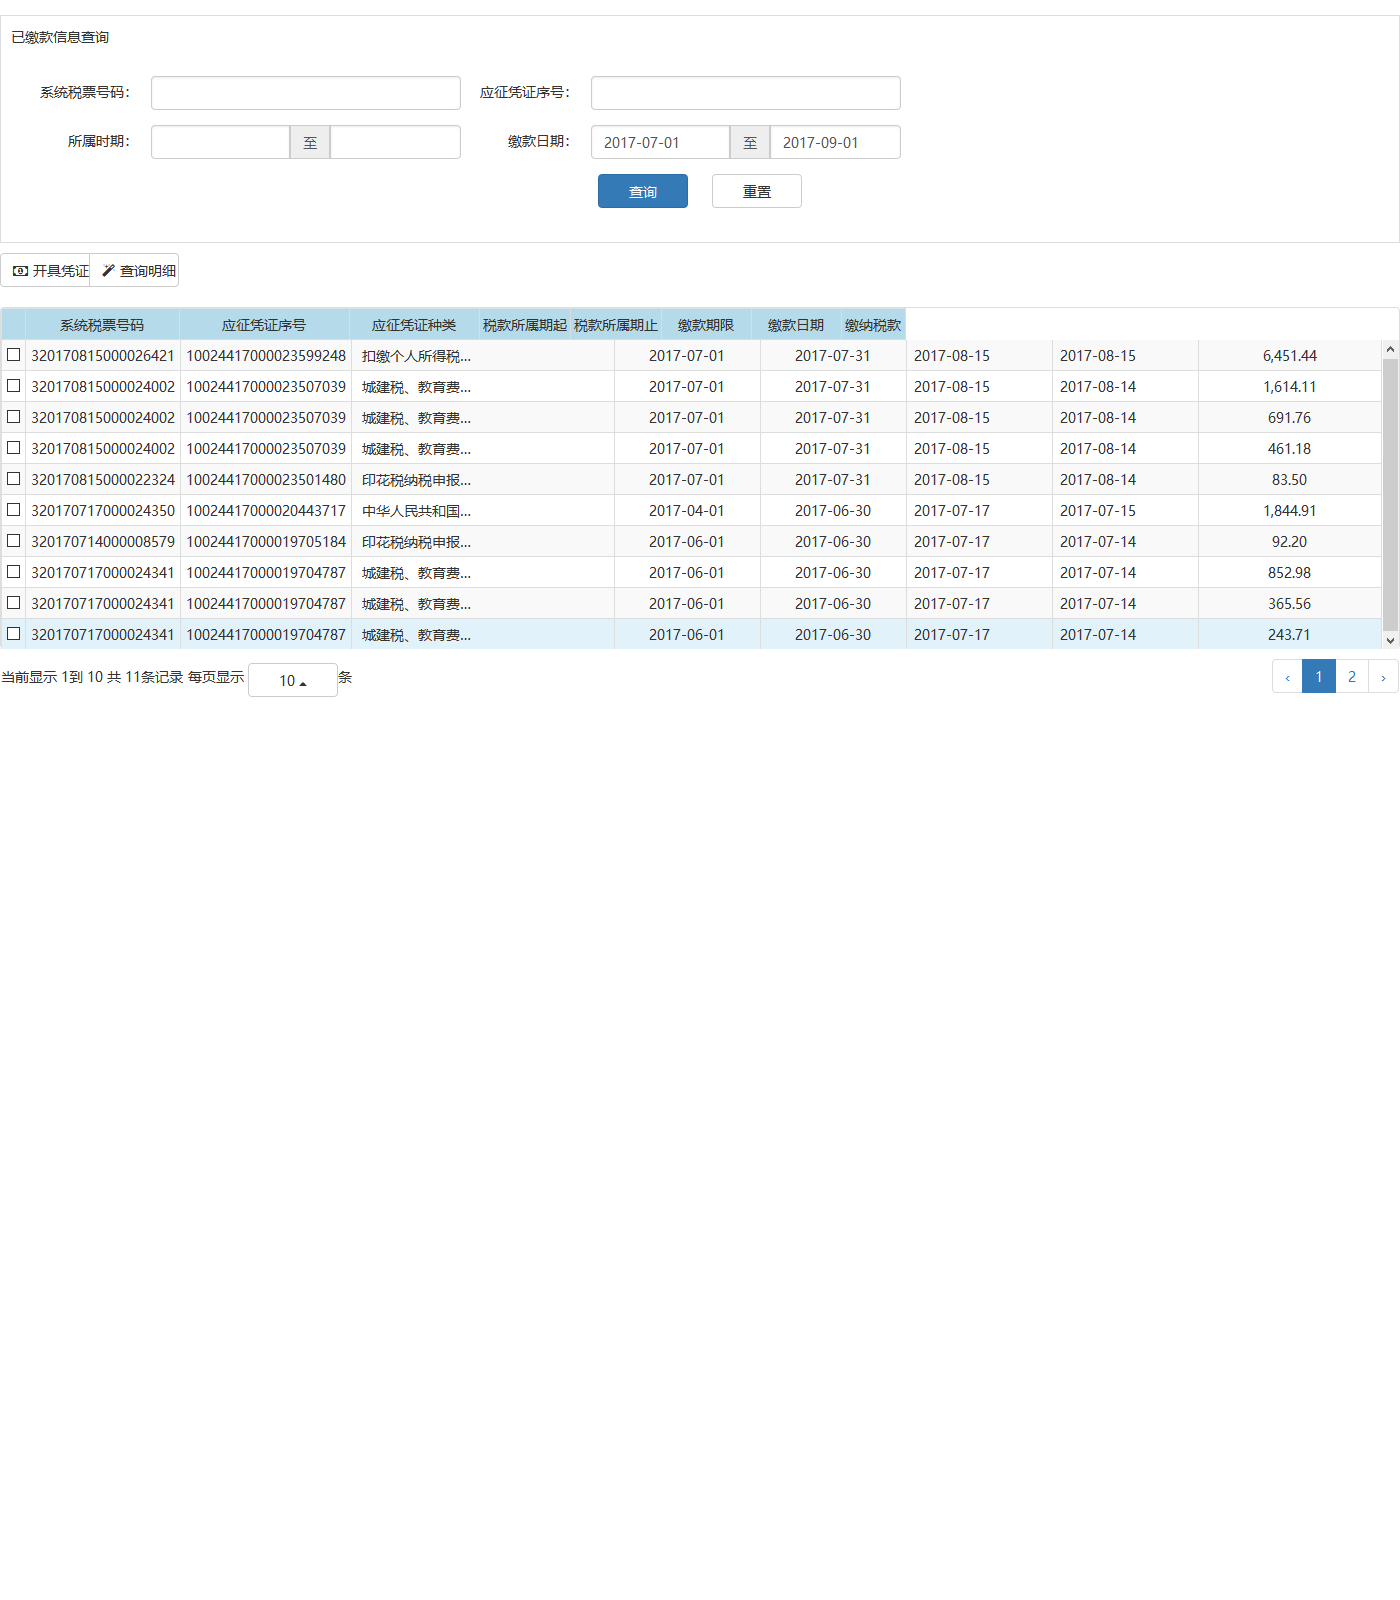 已缴款信息查询
系统税票号码： 应征凭证序号：
所属时期： 至 缴款日期： 2017-07-01 至 2017-09-01
查询 重置
开具凭证 查询明细
系统税票号码 应征凭证序号 应征凭证种类 税款所属期起 税款所属期止 缴款期限 缴款日期 缴纳税款
320170815000026421 10024417000023599248 扣缴个人所得税... 2017-07-01 2017-07-31 2017-08-15 2017-08-15 6,451.44
320170815000024002 10024417000023507039 城建税、教育费... 2017-07-01 2017-07-31 2017-08-15 2017-08-14 1,614.11
320170815000024002 10024417000023507039 城建税、教育费... 2017-07-01 2017-07-31 2017-08-15 2017-08-14 691.76
320170815000024002 10024417000023507039 城建税、教育费... 2017-07-01 2017-07-31 2017-08-15 2017-08-14 461.18
320170815000022324 10024417000023501480 印花税纳税申报... 2017-07-01 2017-07-31 2017-08-15 2017-08-14 83.50
320170717000024350 10024417000020443717 中华人民共和国... 2017-04-01 2017-06-30 2017-07-17 2017-07-15 1,844.91
320170714000008579 10024417000019705184 印花税纳税申报... 2017-06-01 2017-06-30 2017-07-17 2017-07-14 92.20
320170717000024341 10024417000019704787 城建税、教育费... 2017-06-01 2017-06-30 2017-07-17 2017-07-14 852.98
320170717000024341 10024417000019704787 城建税、教育费... 2017-06-01 2017-06-30 2017-07-17 2017-07-14 365.56
320170717000024341 10024417000019704787 城建税、教育费... 2017-06-01 2017-06-30 2017-07-17 2017-07-14 243.71
当前显示 1到 10 共 11条记录 每页显示 10 条 ‹ 1 2 ›